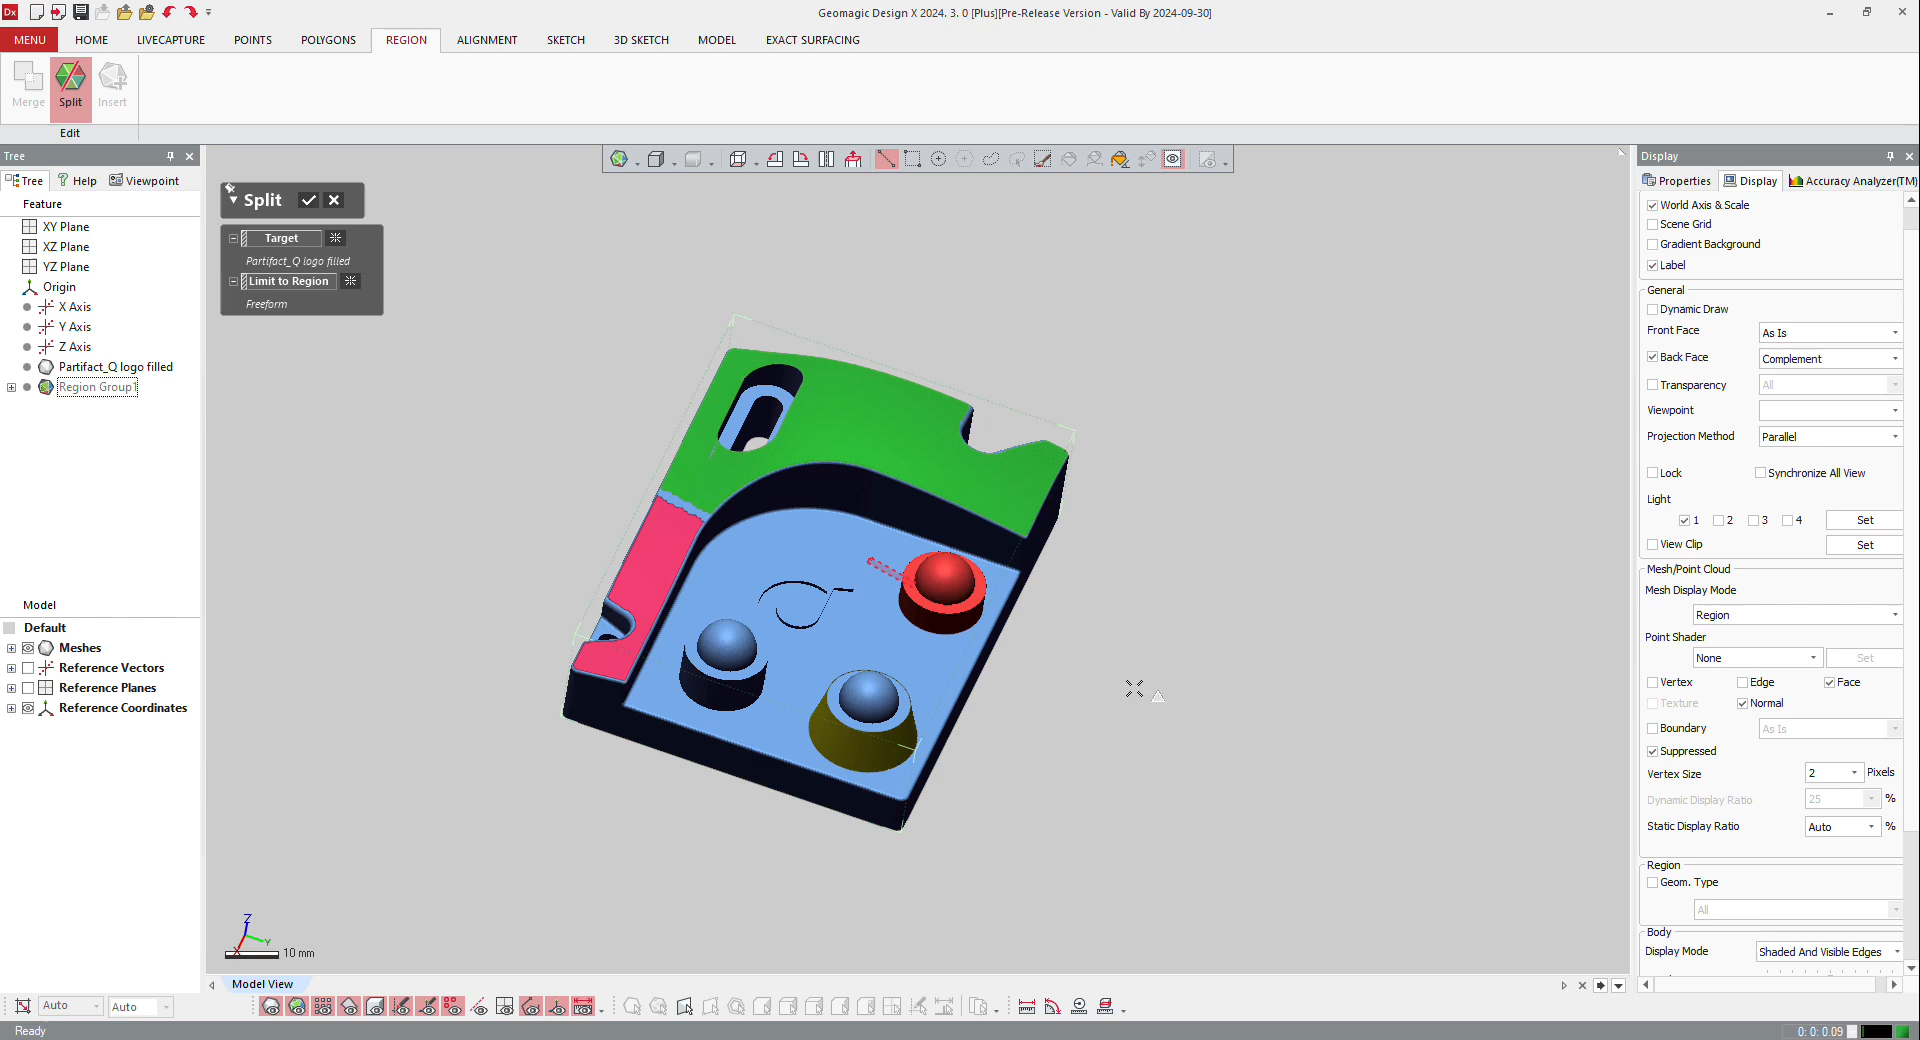 Dx
Geomagic Design X 2024. 3. 0 [Plus][Pre-Release Version - Valid By 2024-09-30]
MENU HOME LIVECAPTURE POINTS POLYGONS REGION ALIGNMENT SKETCH 3D SKETCH MODEL EXACT SURFACING
Merge Split Insert
Edit
Tree
Tree Help Viewpoint
Feature
XY Plane
XZ Plane
YZ Plane
Origin
X Axis
Y Axis
Z Axis
Partifact_Q logo filled
Region Group1
Model
Default
Meshes
Reference Vectors
Reference Planes
Reference Coordinates
Split
Target
Partifact_Q logo filled
Limit to Region
Freeform
Z
Y
X
10 mm
Model View
Display
Properties Display Accuracy Analyzer(TM)
World Axis & Scale
Scene Grid
Gradient Background
Label
General
Dynamic Draw
Front Face As Is
Back Face Complement
Transparency All
Viewpoint
Projection Method Parallel
Lock Synchronize All View
Light
1 2 3 4 Set
View Clip Set
Mesh/Point Cloud
Mesh Display Mode
Region
Point Shader
None Set
Vertex Edge Face
Texture Normal
Boundary As Is
Suppressed
Vertex Size 2 Pixels
Dynamic Display Ratio 25 %
Static Display Ratio Auto %
Region
Geom. Type
All
Body
Display Mode Shaded And Visible Edges
Auto Auto
Ready
0: 0: 0.09